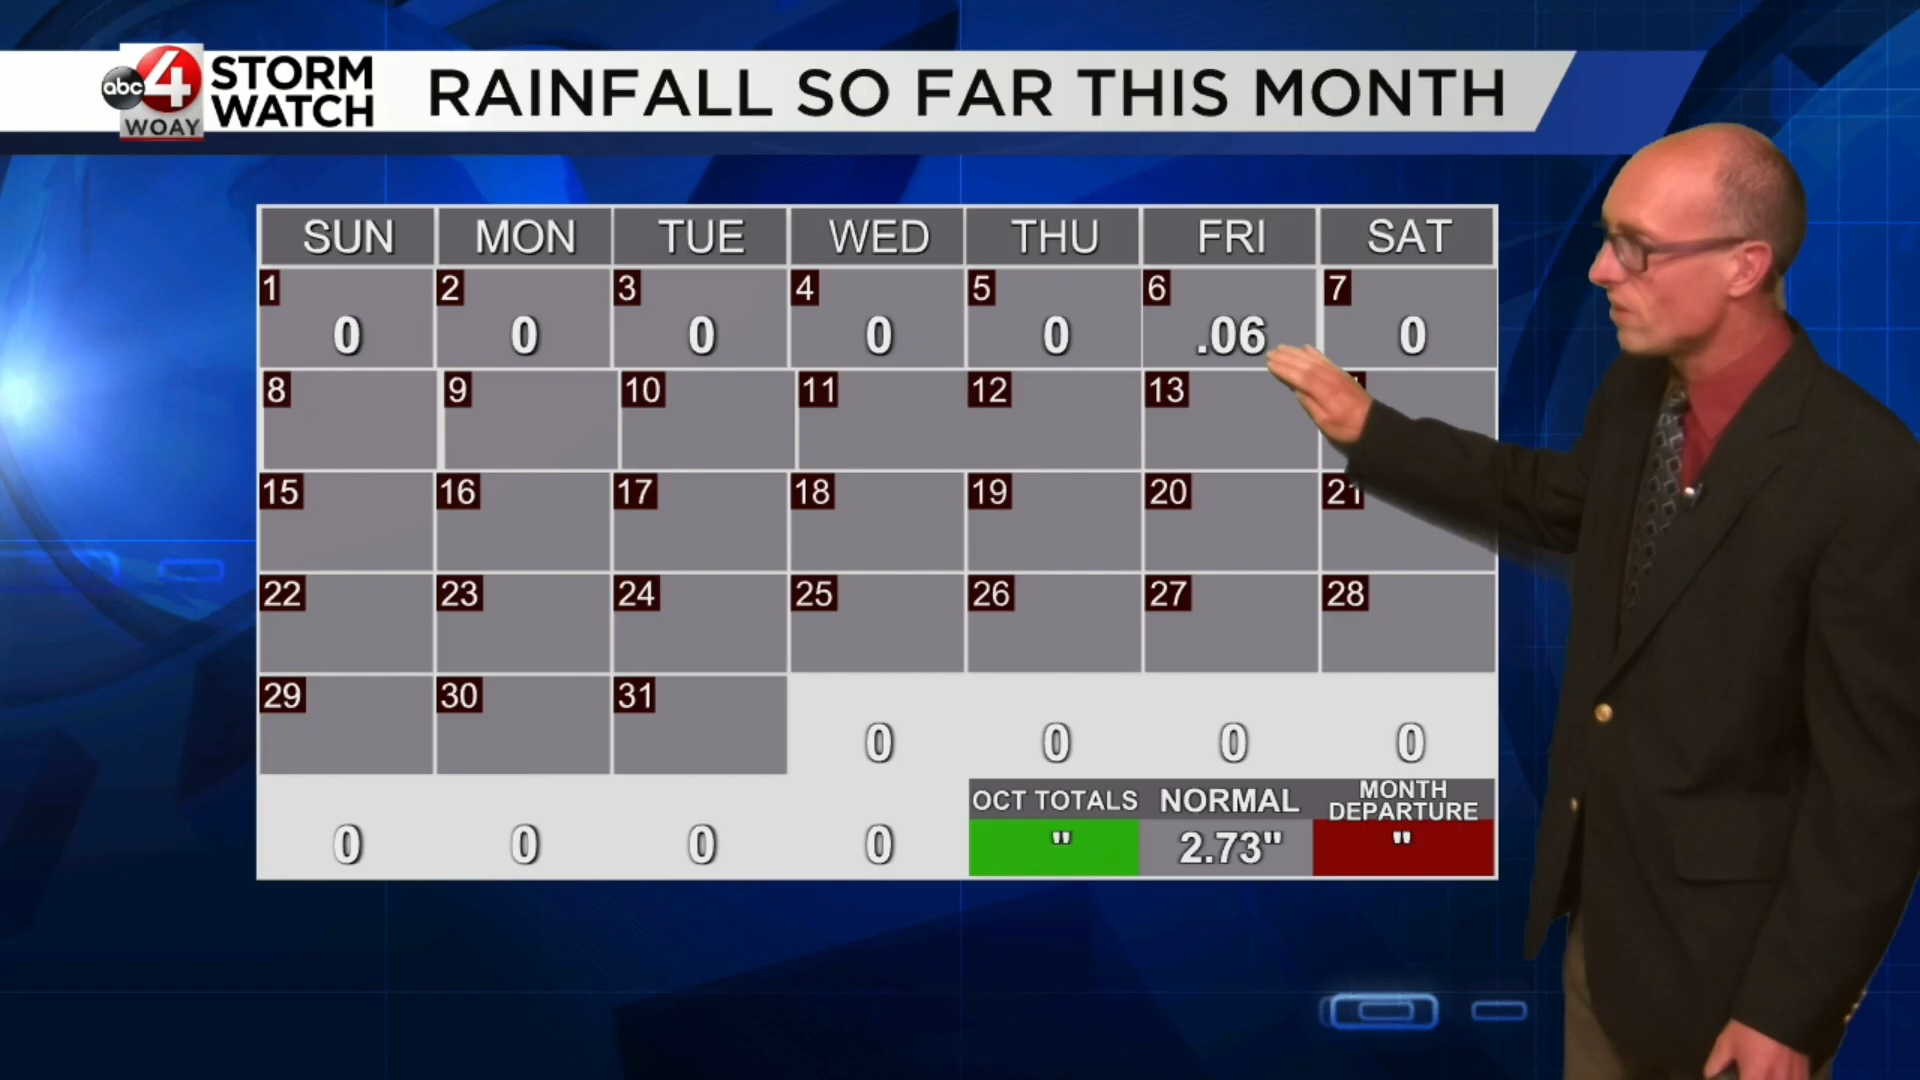 abc 4
WOAY
STORM
WATCH
RAINFALL SO FAR THIS MONTH
SUN MON TUE WED THU FRI SAT
1 2 3 4 5 6 7
0 0 0 0 0 .06 0
8 9 10 11 12 13
15 16 17 18 19 20 21
22 23 24 25 26 27 28
29 30 31
0 0 0 0
OCT TOTALS NORMAL MONTH
DEPARTURE
0 0 0 0 " 2.73" "